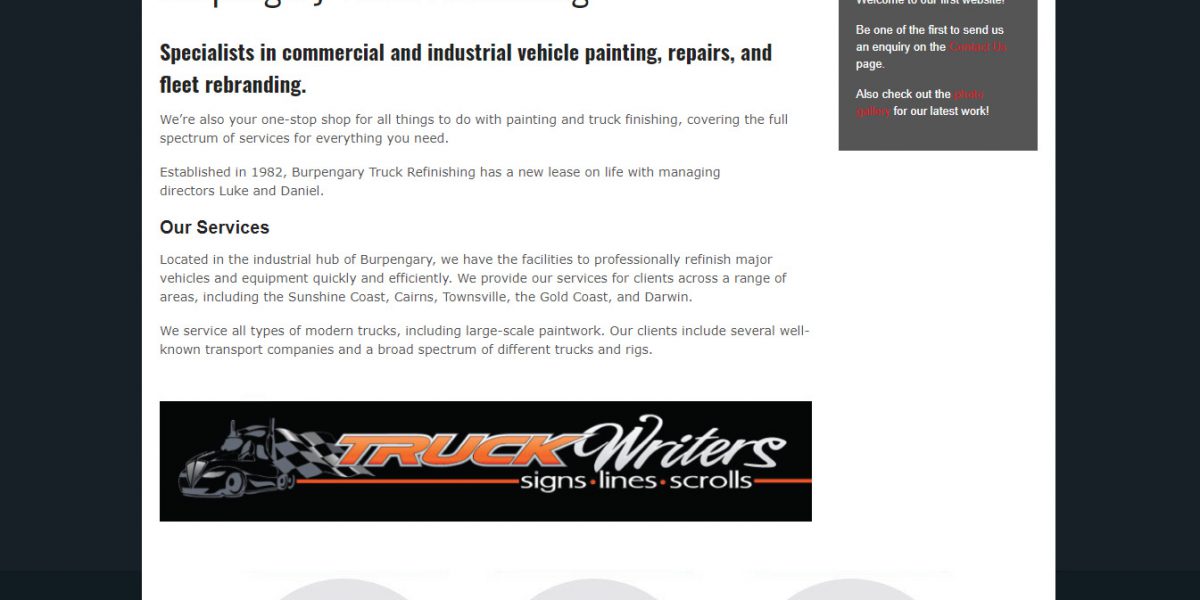 Specialists in commercial and industrial vehicle painting, repairs, and
fleet rebranding.
We’re also your one-stop shop for all things to do with painting and truck finishing, covering the full
spectrum of services for everything you need.
Established in 1982, Burpengary Truck Refinishing has a new lease on life with managing
directors Luke and Daniel.
Our Services
Located in the industrial hub of Burpengary, we have the facilities to professionally refinish major
vehicles and equipment quickly and efficiently. We provide our services for clients across a range of
areas, including the Sunshine Coast, Cairns, Townsville, the Gold Coast, and Darwin.
We service all types of modern trucks, including large-scale paintwork. Our clients include several well-
known transport companies and a broad spectrum of different trucks and rigs.
TRUCK Writers
signs • lines • scrolls
Welcome to our first website!
Be one of the first to send us
an enquiry on the Contact Us
page.
Also check out the photo
gallery for our latest work!